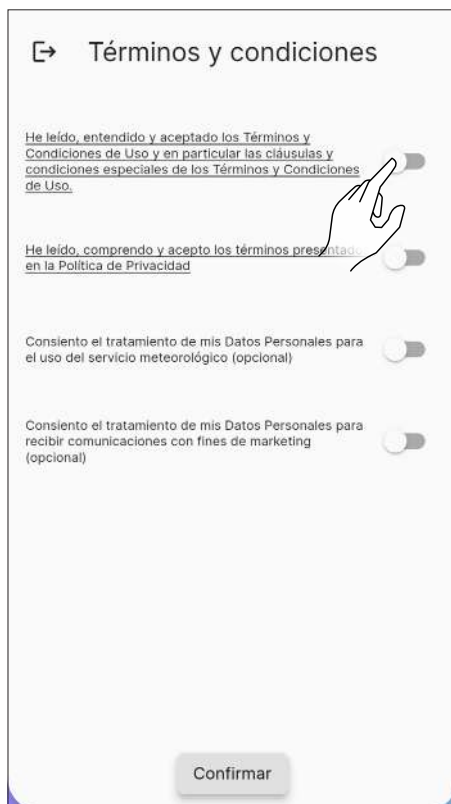 Términos y condiciones
He leído, entendido y aceptado los Términos y
Condiciones de Uso y en particular las cláusulas y
condiciones especiales de los Términos y Condiciones
de Uso.
He leído, comprendo y acepto los términos presentado
en la Política de Privacidad
Consiento el tratamiento de mis Datos Personales para
el uso del servicio meteorológico (opcional)
Consiento el tratamiento de mis Datos Personales para
recibir comunicaciones con fines de marketing
(opcional)
Confirmar